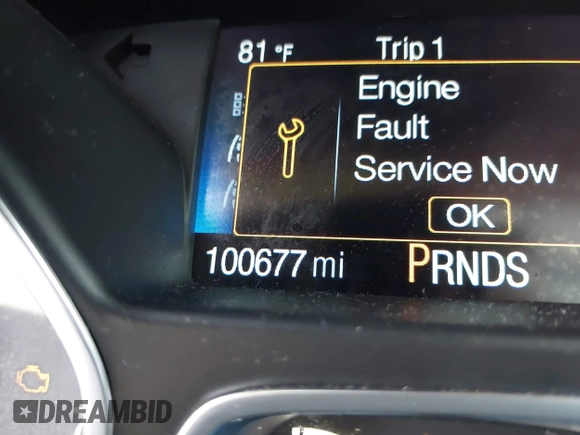 81 °F Trip 1
Engine
Fault
Service Now
OK
100677 mi PRNDS
DREAMBID